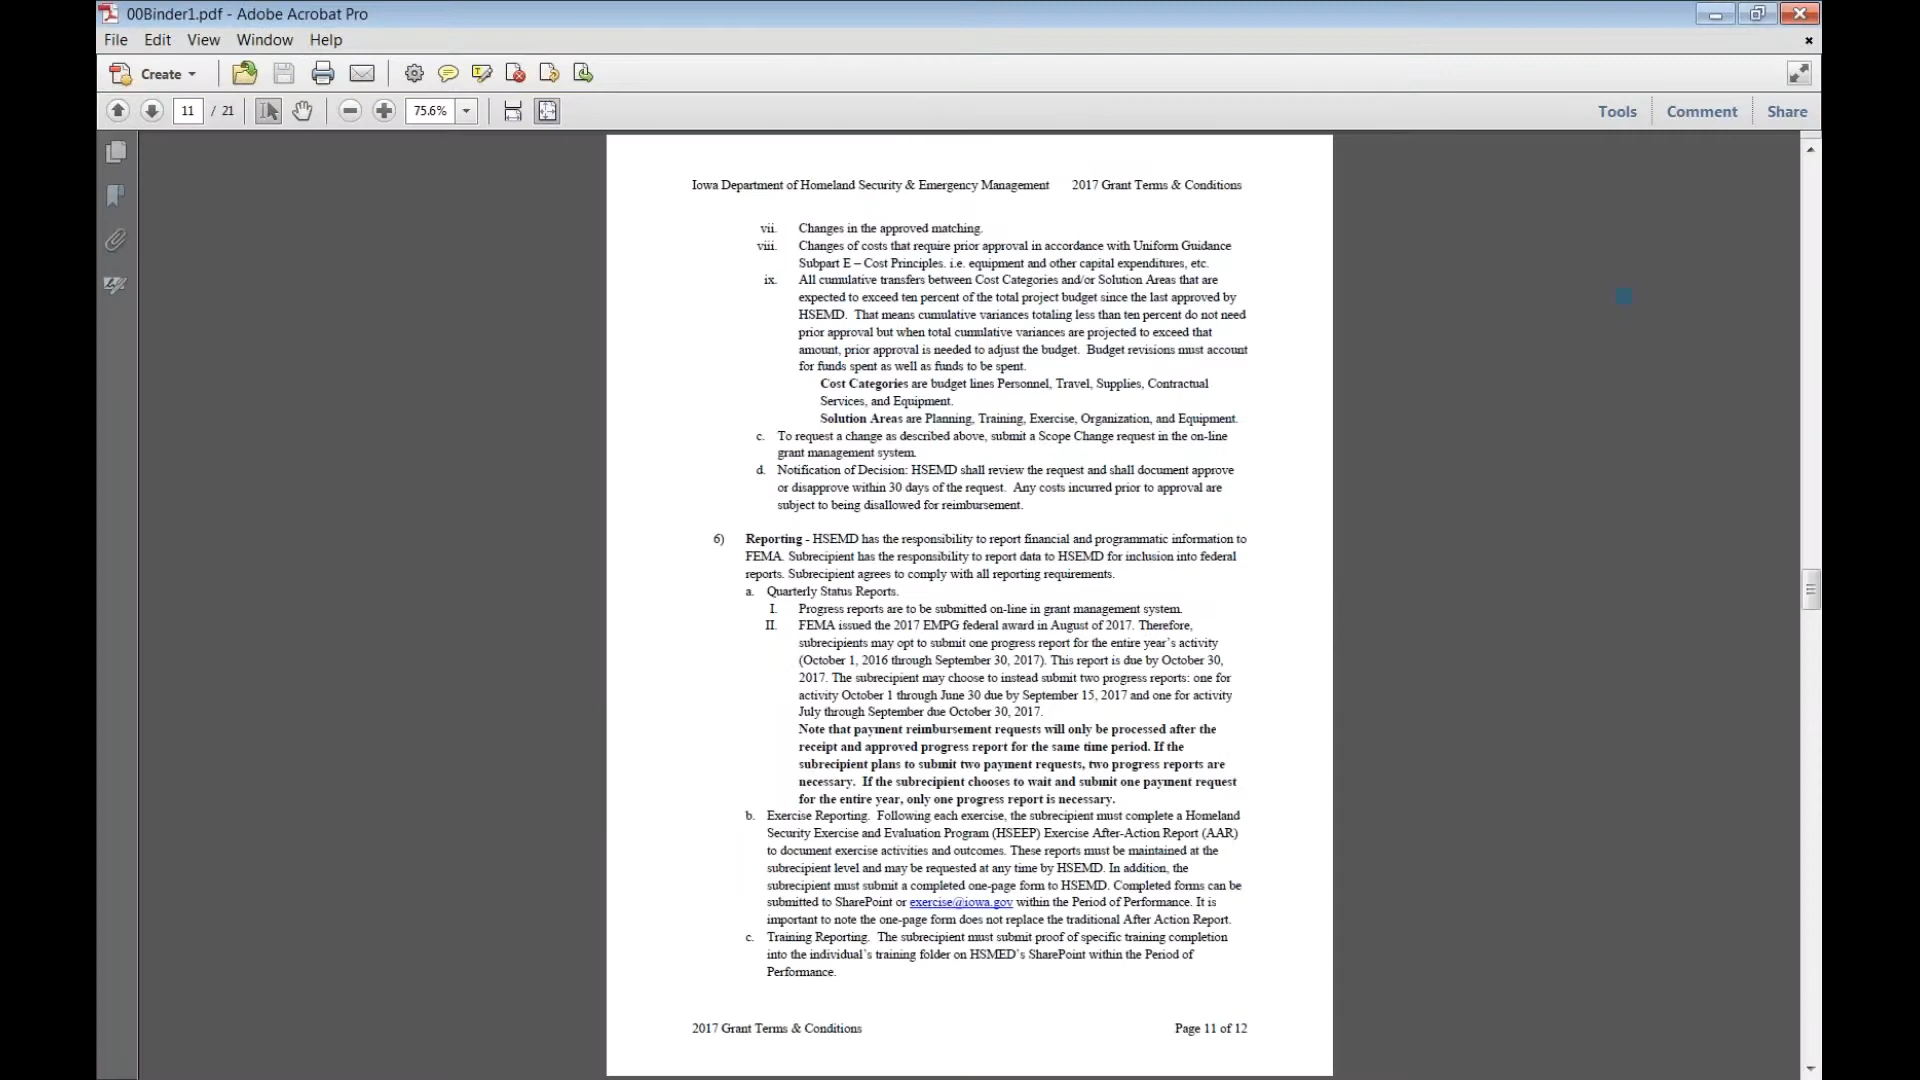 00Binder1.pdf - Adobe Acrobat Pro
File Edit View Window Help
Create
11 / 21 75.6% Tools Comment Share
Iowa Department of Homeland Security & Emergency Management 2017 Grant Terms & Conditions
vii. Changes in the approved matching.
viii. Changes of costs that require prior approval in accordance with Uniform Guidance
Subpart E – Cost Principles. i.e. equipment and other capital expenditures, etc.
ix. All cumulative transfers between Cost Categories and/or Solution Areas that are
expected to exceed ten percent of the total project budget since the last approved by
HSEMD. That means cumulative variances totaling less than ten percent do not need
prior approval but when total cumulative variances are projected to exceed that
amount, prior approval is needed to adjust the budget. Budget revisions must account
for funds spent as well as funds to be spent.
Cost Categories are budget lines Personnel, Travel, Supplies, Contractual
Services, and Equipment.
Solution Areas are Planning, Training, Exercise, Organization, and Equipment.
c. To request a change as described above, submit a Scope Change request in the on-line
grant management system.
d. Notification of Decision: HSEMD shall review the request and shall document approve
or disapprove within 30 days of the request. Any costs incurred prior to approval are
subject to being disallowed for reimbursement.
6) Reporting - HSEMD has the responsibility to report financial and programmatic information to
FEMA. Subrecipient has the responsibility to report data to HSEMD for inclusion into federal
reports. Subrecipient agrees to comply with all reporting requirements.
a. Quarterly Status Reports.
I. Progress reports are to be submitted on-line in grant management system.
II. FEMA issued the 2017 EMPG federal award in August of 2017. Therefore,
subrecipients may opt to submit one progress report for the entire year’s activity
(October 1, 2016 through September 30, 2017). This report is due by October 30,
2017. The subrecipient may choose to instead submit two progress reports: one for
activity October 1 through June 30 due by September 15, 2017 and one for activity
July through September due October 30, 2017.
Note that payment reimbursement requests will only be processed after the
receipt and approved progress report for the same time period. If the
subrecipient plans to submit two payment requests, two progress reports are
necessary. If the subrecipient chooses to wait and submit one payment request
for the entire year, only one progress report is necessary.
b. Exercise Reporting. Following each exercise, the subrecipient must complete a Homeland
Security Exercise and Evaluation Program (HSEEP) Exercise After-Action Report (AAR)
to document exercise activities and outcomes. These reports must be maintained at the
subrecipient level and may be requested at any time by HSEMD. In addition, the
subrecipient must submit a completed one-page form to HSEMD. Completed forms can be
submitted to SharePoint or exercise@iowa.gov within the Period of Performance. It is
important to note the one-page form does not replace the traditional After Action Report.
c. Training Reporting. The subrecipient must submit proof of specific training completion
into the individual’s training folder on HSMED’s SharePoint within the Period of
Performance.
2017 Grant Terms & Conditions Page 11 of 12